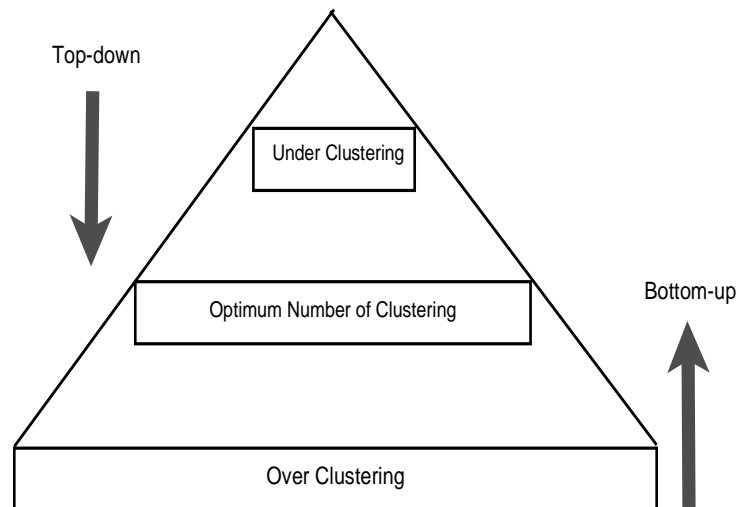 Top-down
Under Clustering
Optimum Number of Clustering
Bottom-up
Over Clustering